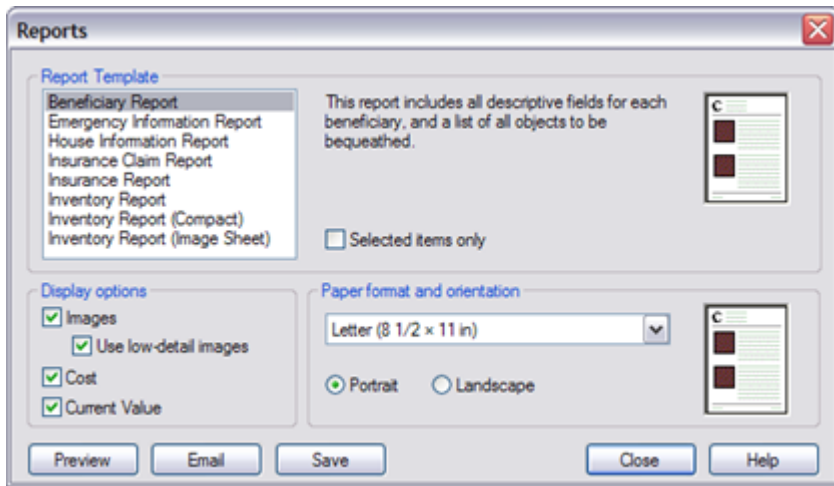 Reports
Report Template
Beneficiary Report
Emergency Information Report
House Information Report
Insurance Claim Report
Insurance Report
Inventory Report
Inventory Report (Compact)
Inventory Report (Image Sheet)
This report includes all descriptive fields for each
beneficiary, and a list of all objects to be
bequeathed.
C
Selected items only
Display options
Images
Use low-detail images
Cost
Current Value
Paper format and orientation
Letter (8 1/2 × 11 in)
Portrait Landscape
C
Preview Email Save Close Help